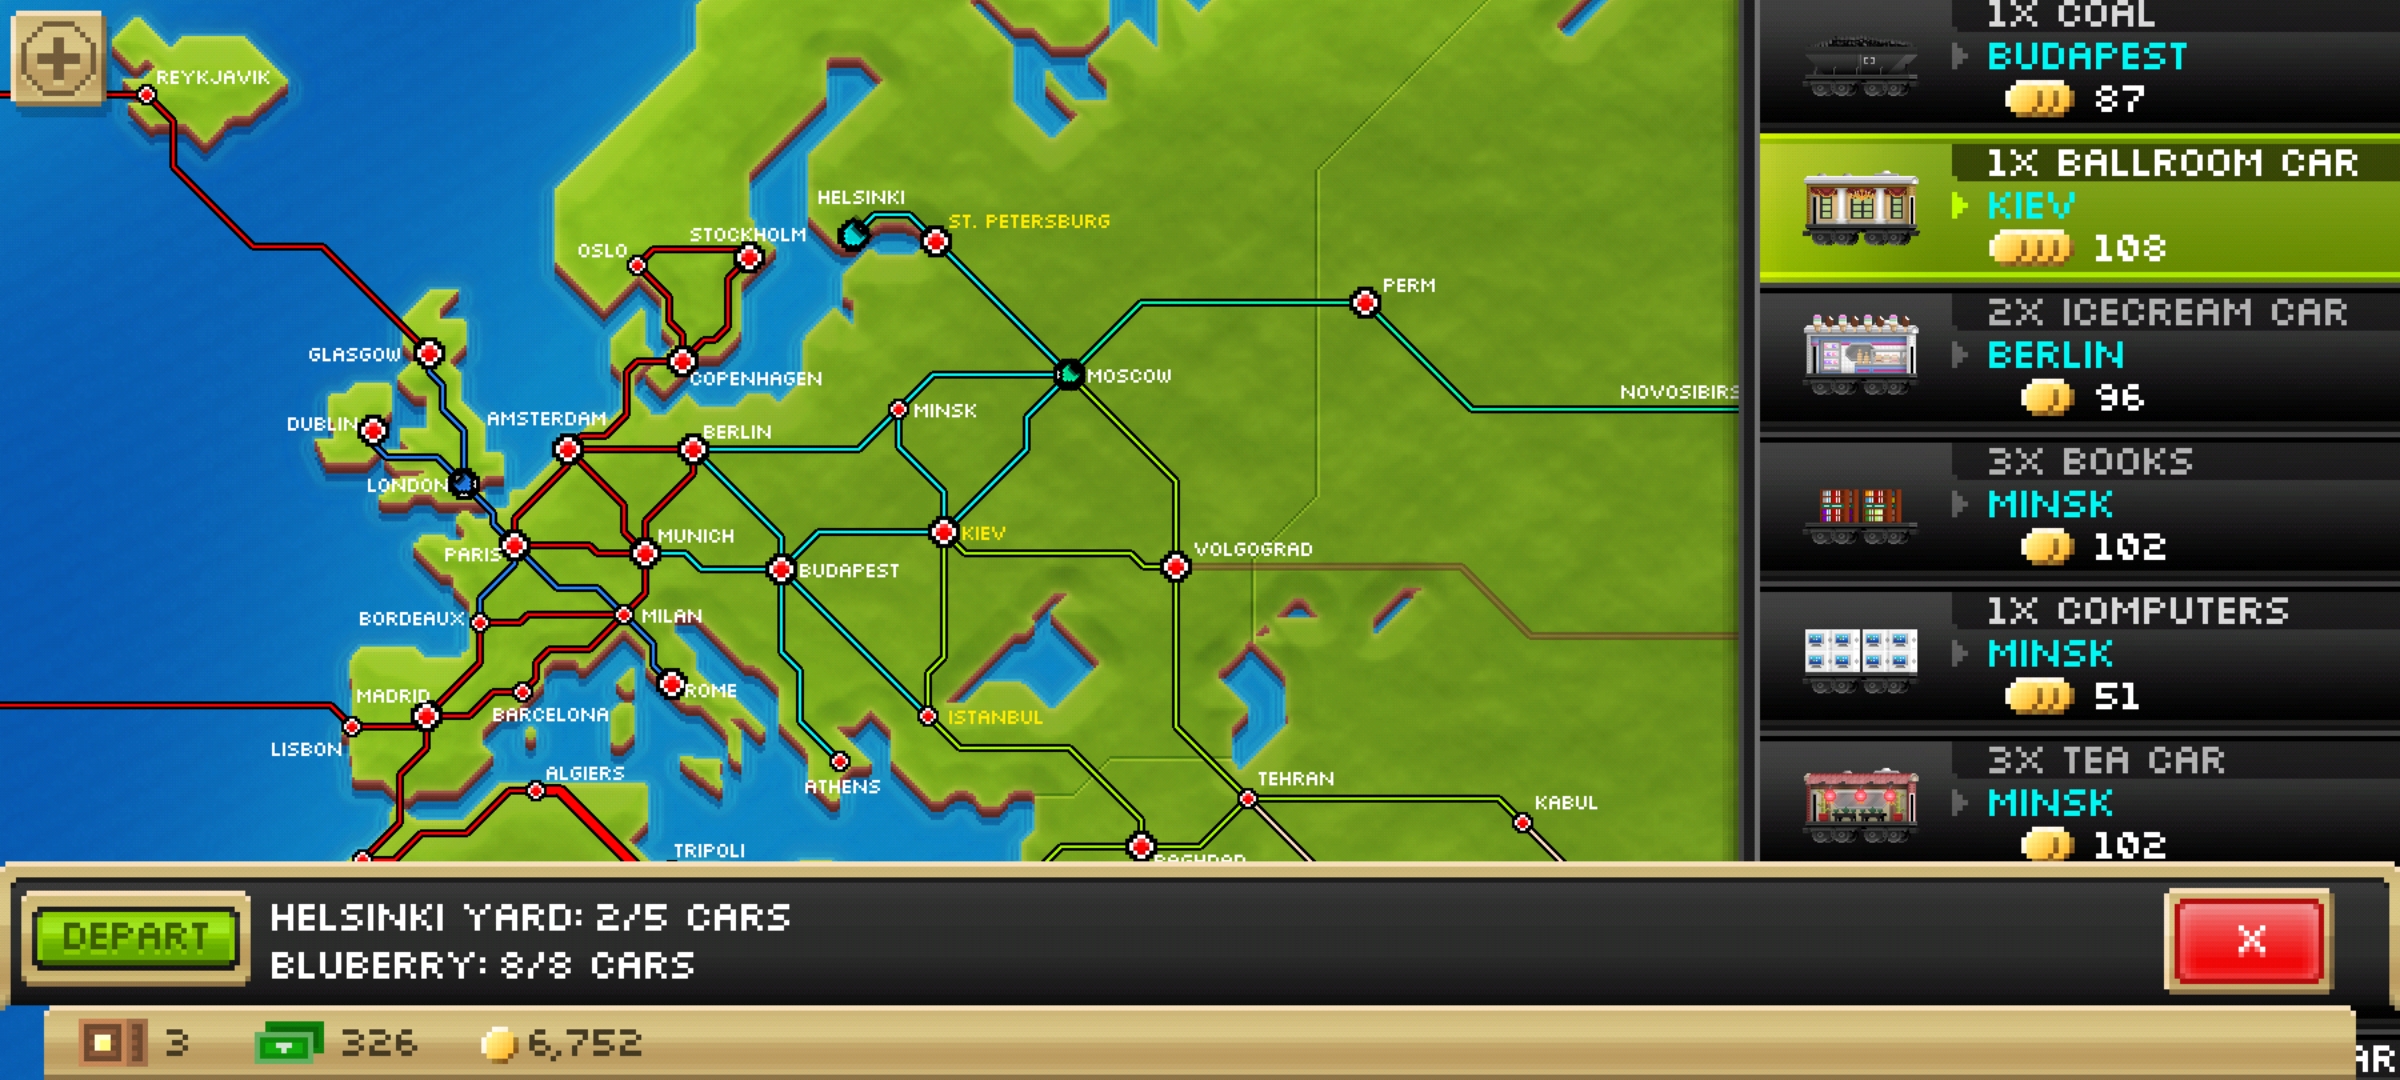 REYKJAVIK
HELSINKI
ST. PETERSBURG
STOCKHOLM
OSLO
PERM
GLASGOW
COPENHAGEN
MOSCOW
NOVOSIBIRS
MINSK
DUBLIN
AMSTERDAM
BERLIN
LONDON
KIEV
PARIS
MUNICH
BUDAPEST
VOLGOGRAD
BORDEAUX
MILAN
MADRID
ROME
BARCELONA
ISTANBUL
LISBON
ALGIERS
ATHENS
TEHRAN
KABUL
TRIPOLI
BAGHDAD
1X COAL
BUDAPEST
87
1X BALLROOM CAR
KIEV
108
2X ICECREAM CAR
BERLIN
96
3X BOOKS
MINSK
102
1X COMPUTERS
MINSK
51
3X TEA CAR
MINSK
102
DEPART
HELSINKI YARD: 2/5 CARS
BLUBERRY: 8/8 CARS
X
3
326
6,752
AR